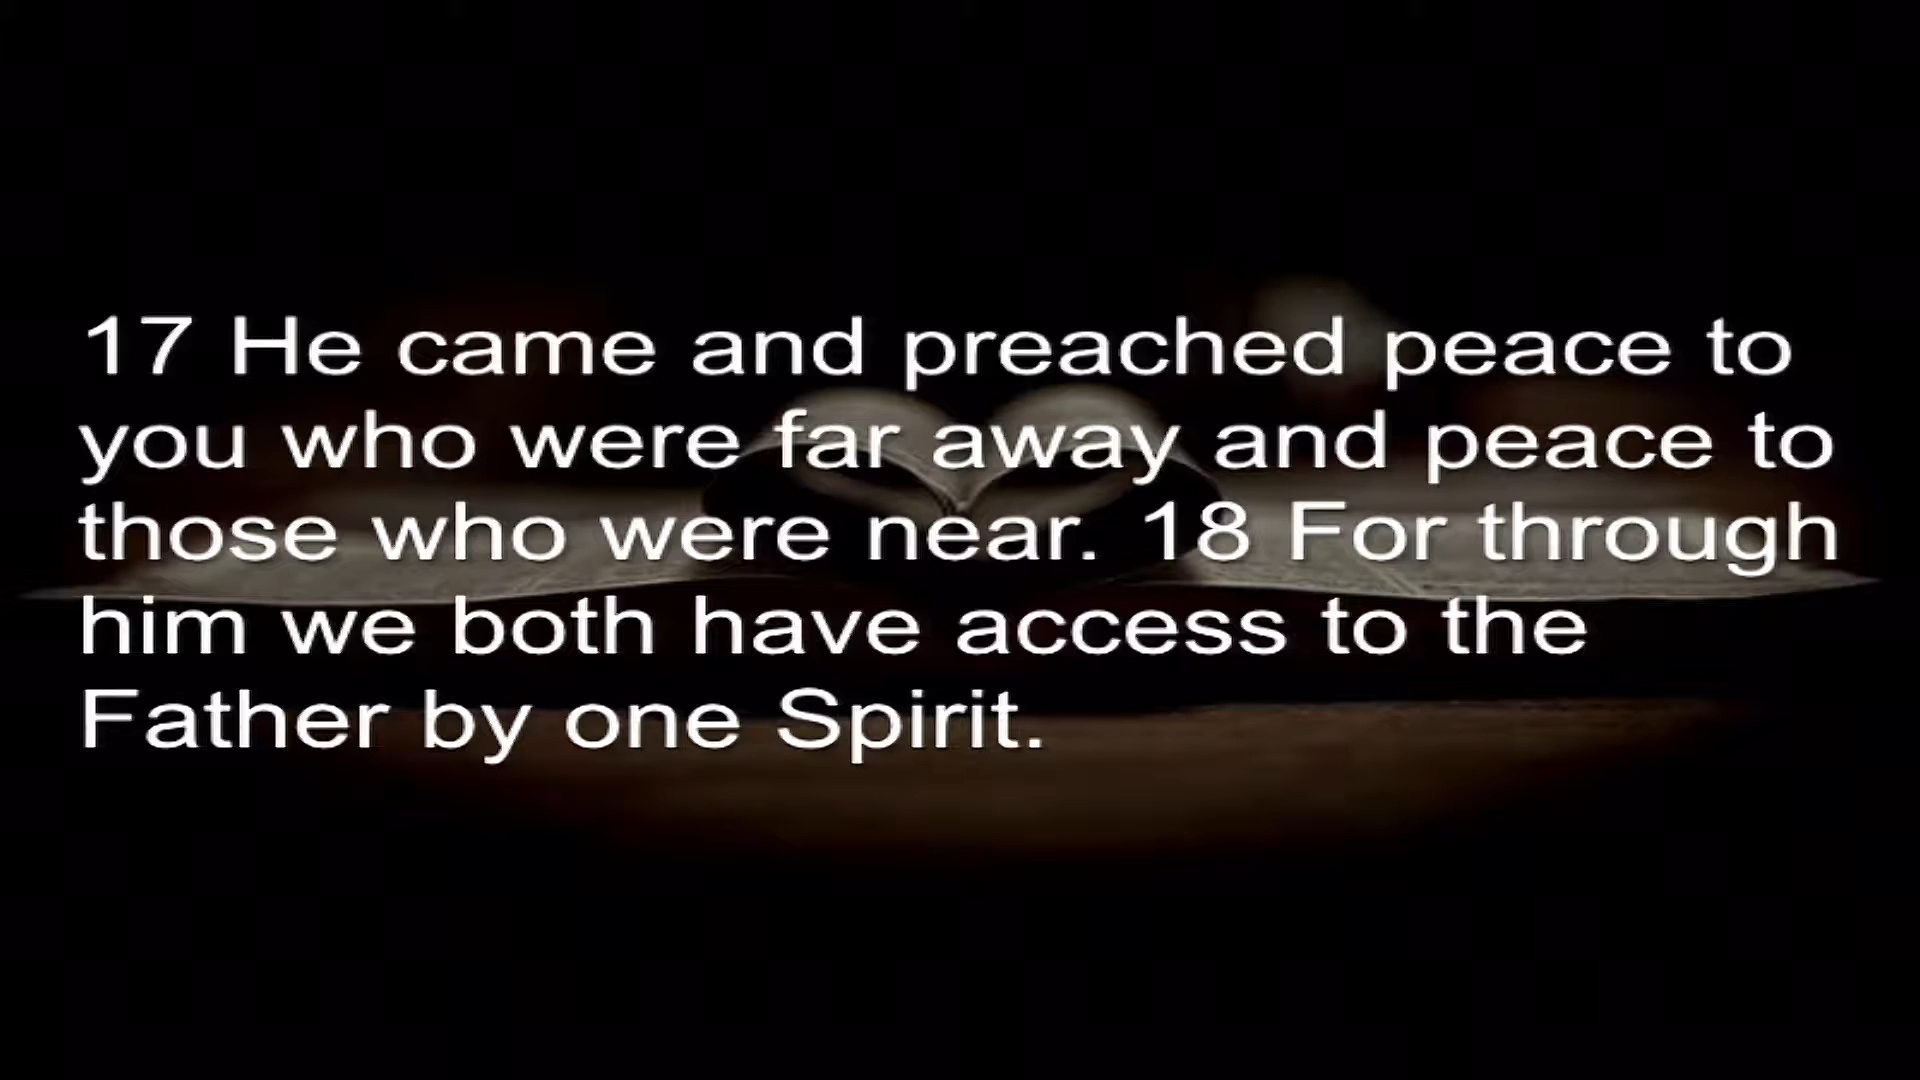 17 He came and preached peace to
you who were far away and peace to
those who were near. 18 For through
him we both have access to the
Father by one Spirit.